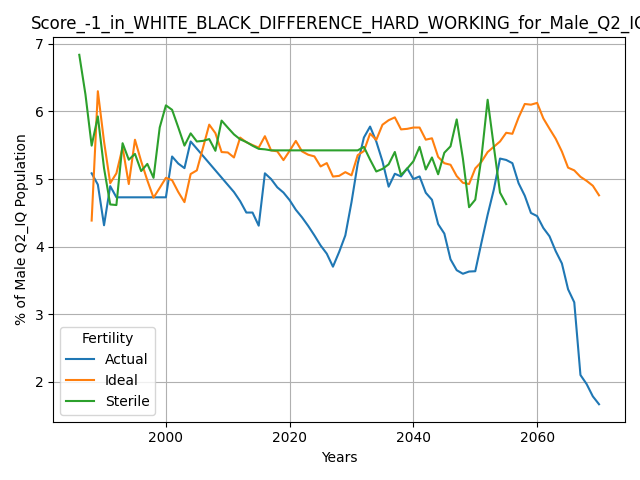 Score_-1_in_WHITE_BLACK_DIFFERENCE_HARD_WORKING_for_Male_Q2_IQ
7
6
5
4
3
2
% of Male Q2_IQ Population
Fertility
Actual
Ideal
Sterile
2000
2020
2040
2060
Years